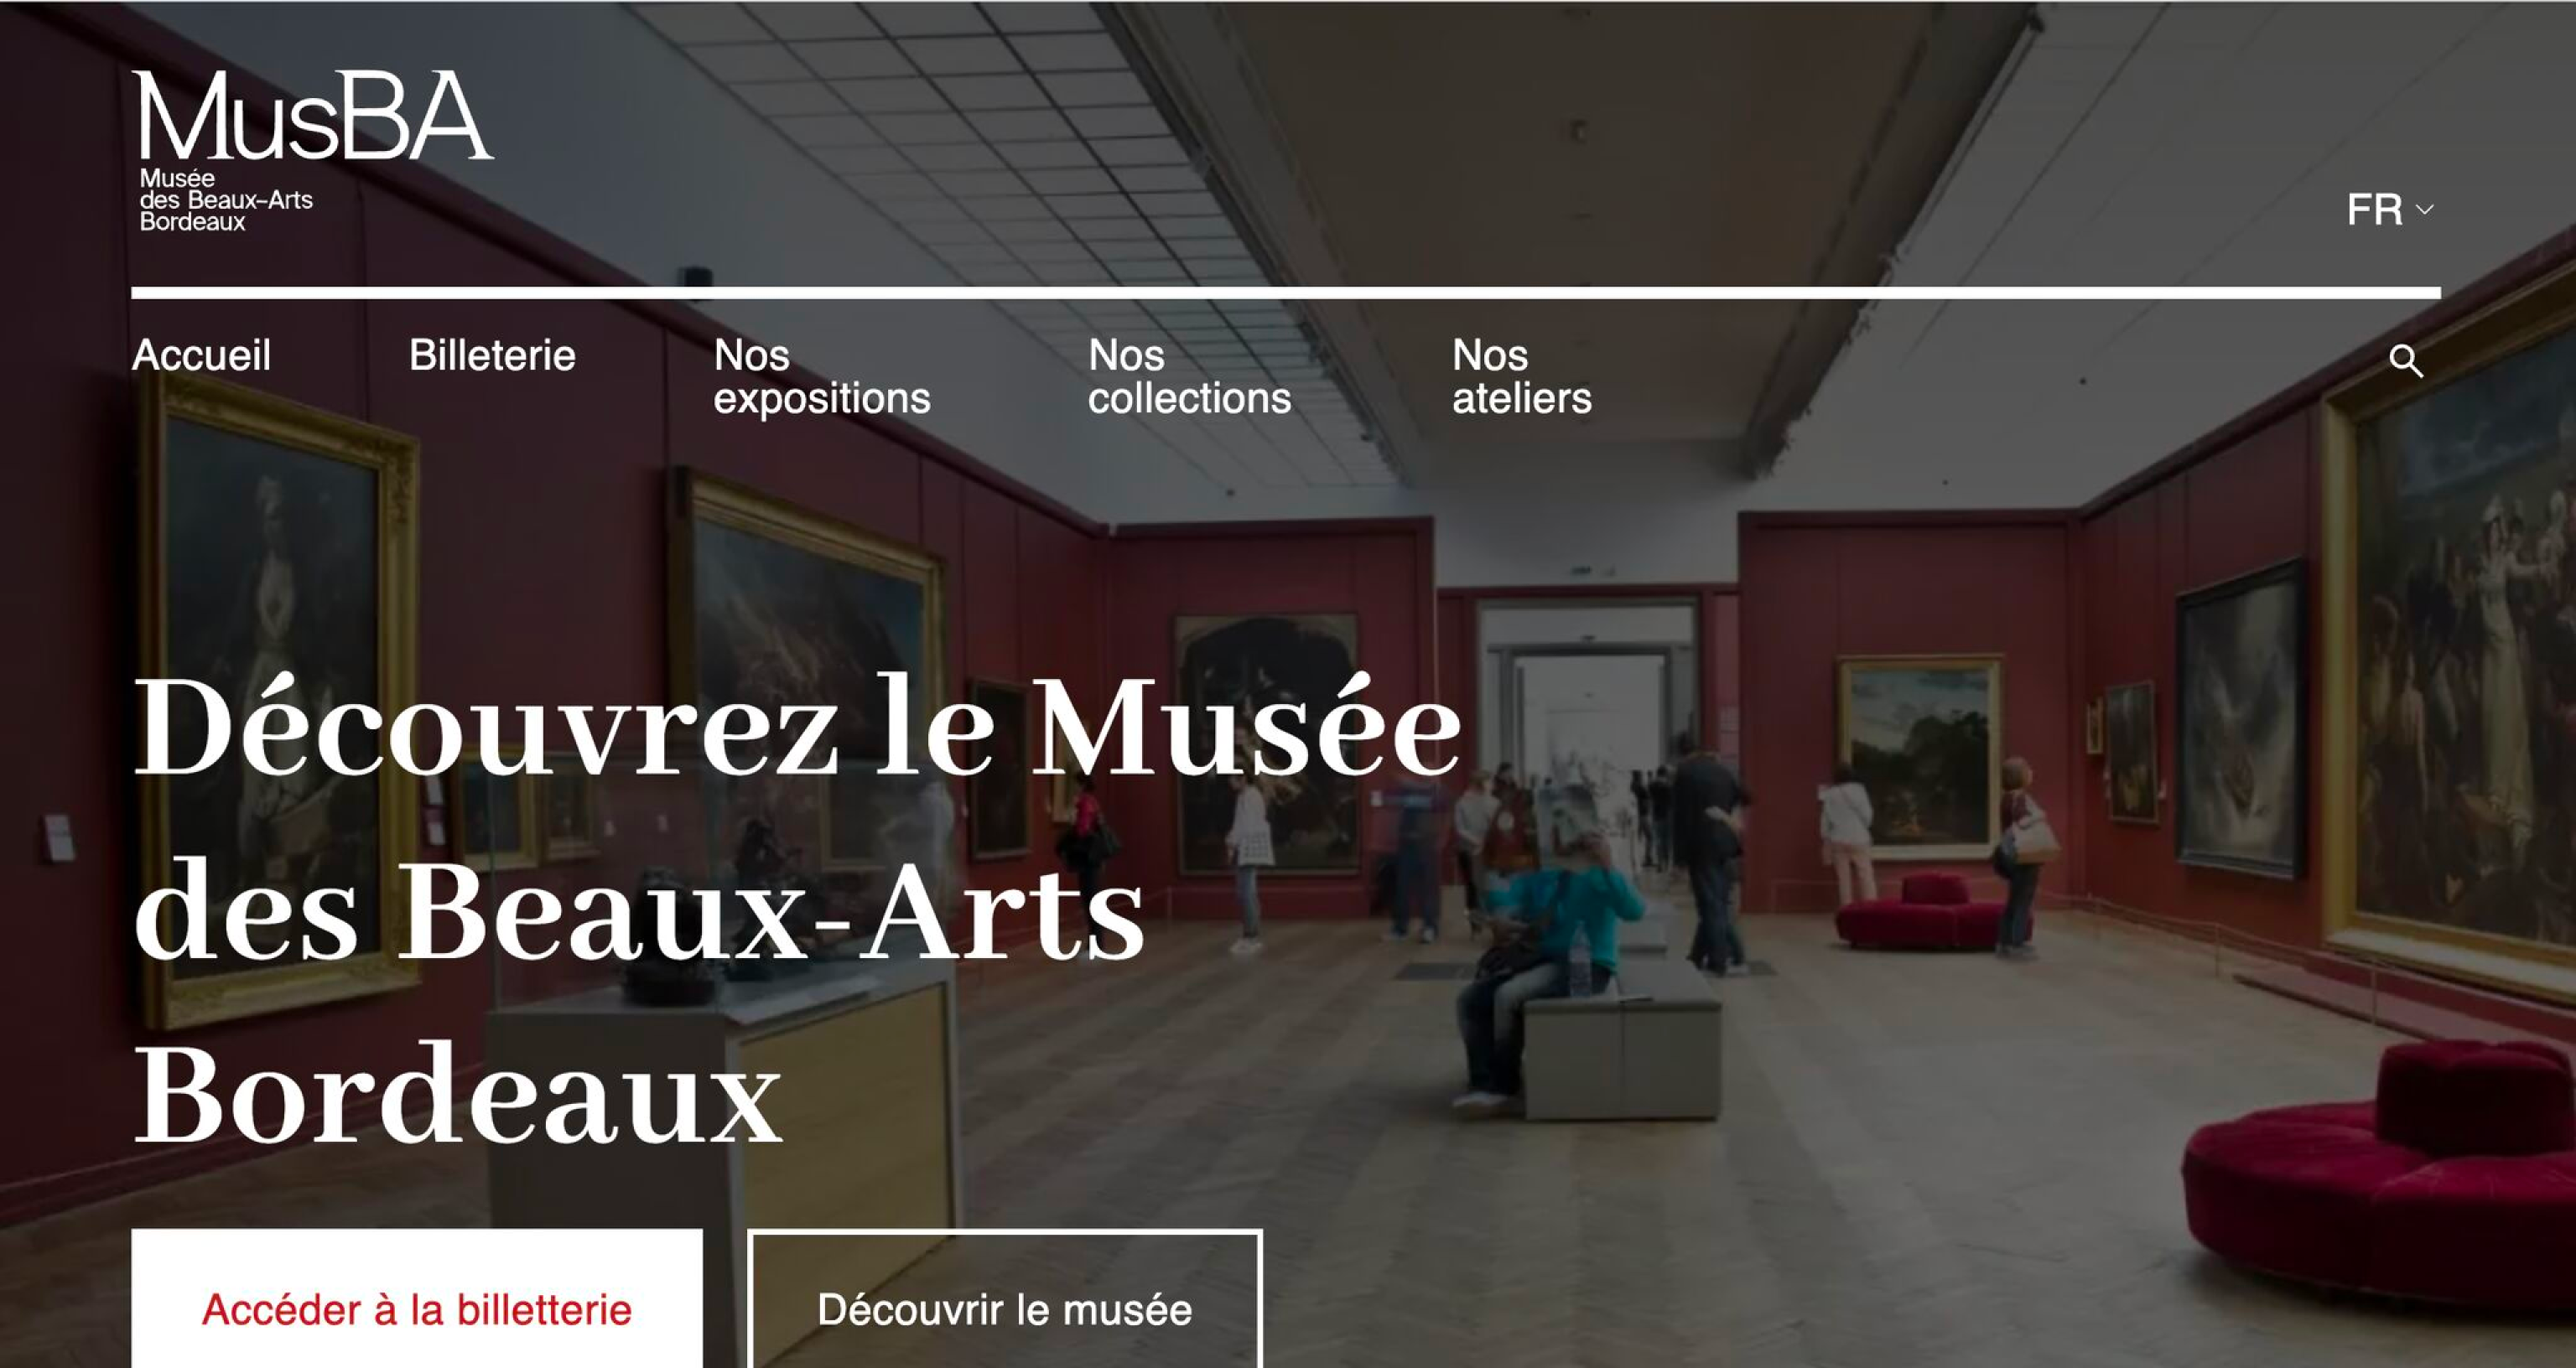 MusBA
Musée
des Beaux-Arts
Bordeaux
FR
Accueil
Billeterie
Nos
expositions
Nos
collections
Nos
ateliers
Découvrez le Musée
des Beaux-Arts
Bordeaux
Accéder à la billetterie
Découvrir le musée